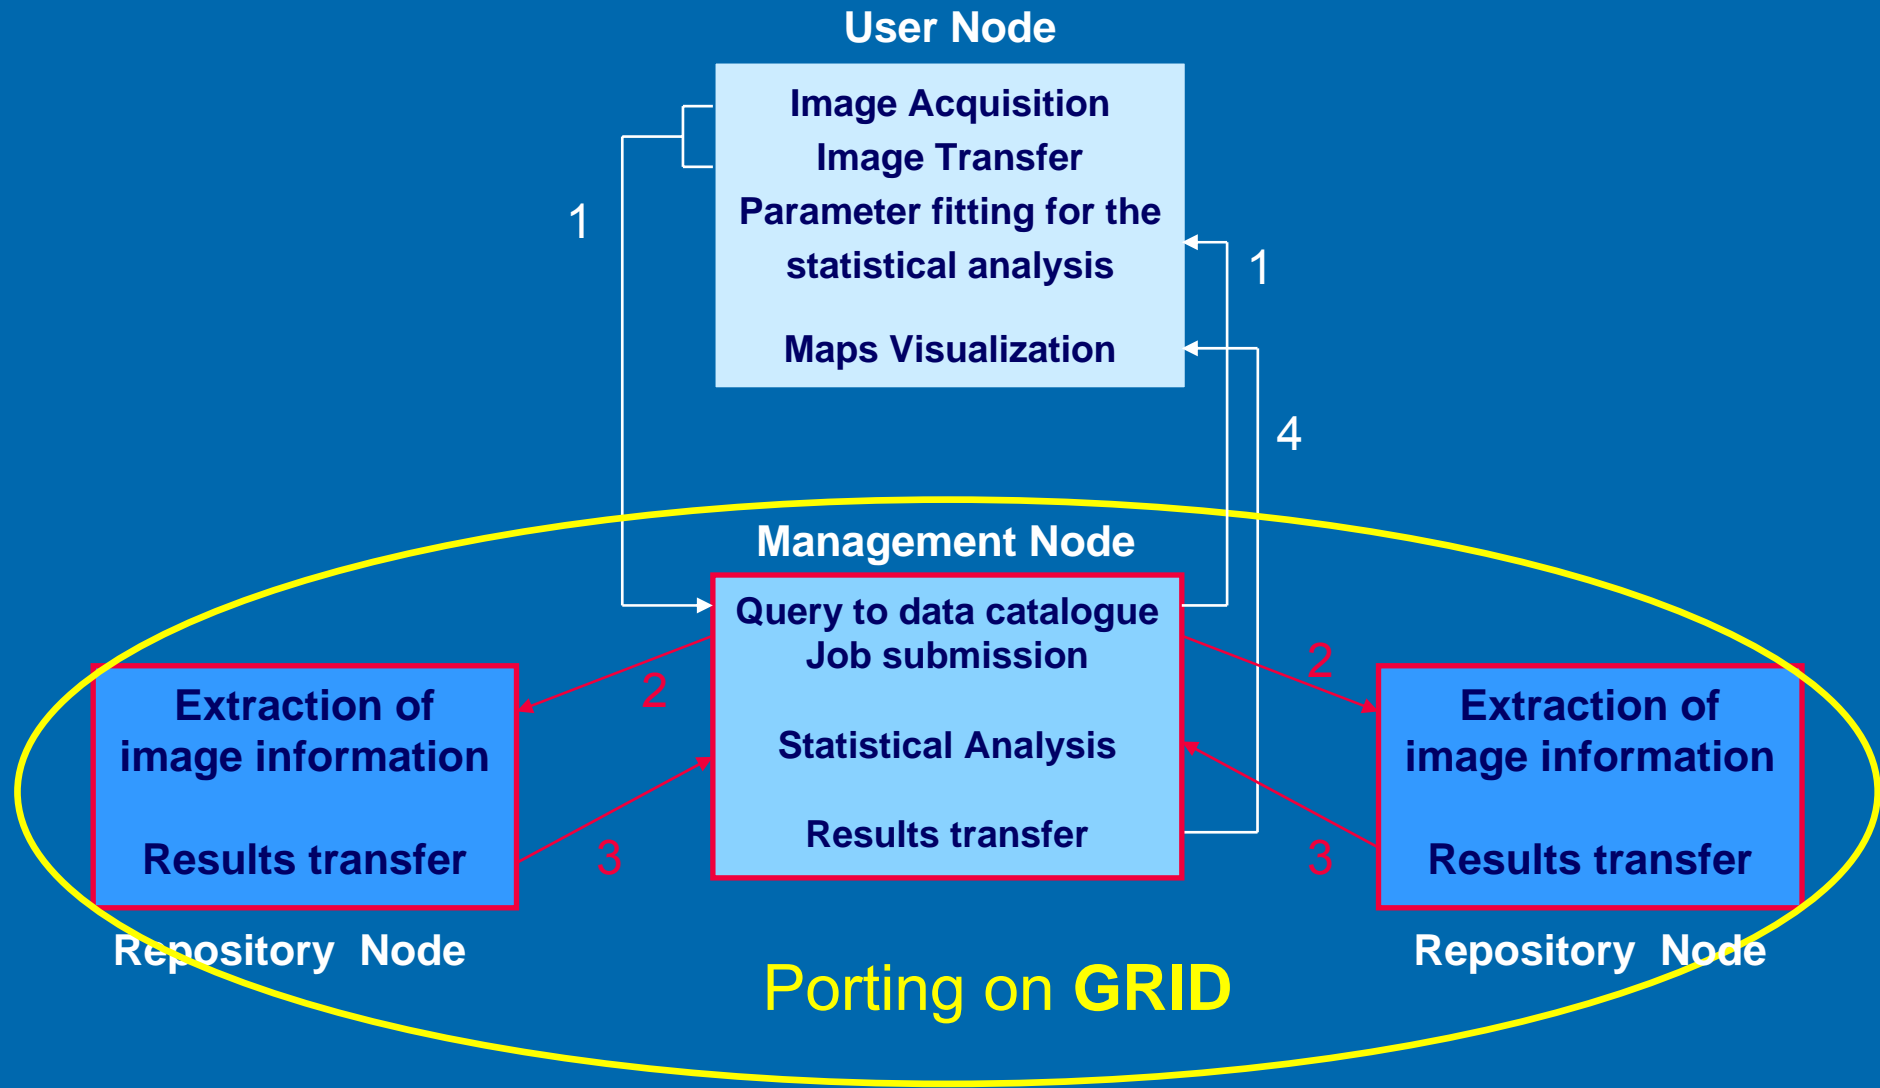 User Node
Image Acquisition
Image Transfer
Parameter fitting for the
statistical analysis
Maps Visualization
1
1
4
Management Node
Query to data catalogue
Job submission
Statistical Analysis
Results transfer
2
2
3
3
Extraction of
image information
Results transfer
Repository Node
Extraction of
image information
Results transfer
Repository Node
Porting on GRID